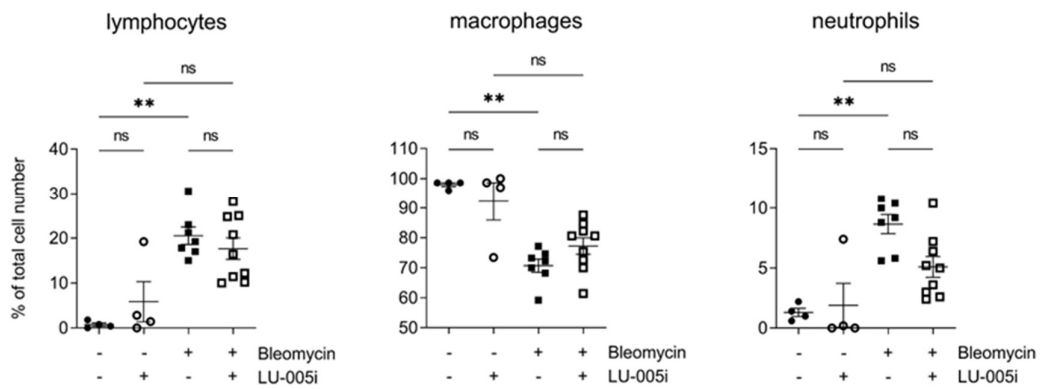 lymphocytes
macrophages
neutrophils
ns
ns
ns
**
**
**
ns
ns
ns
ns
ns
ns
% of total cell number
40
30
20
10
0
100
90
80
70
60
50
15
10
5
0
- - + + Bleomycin
- + - + LU-005i
- - + + Bleomycin
- + - + LU-005i
- - + + Bleomycin
- + - + LU-005i